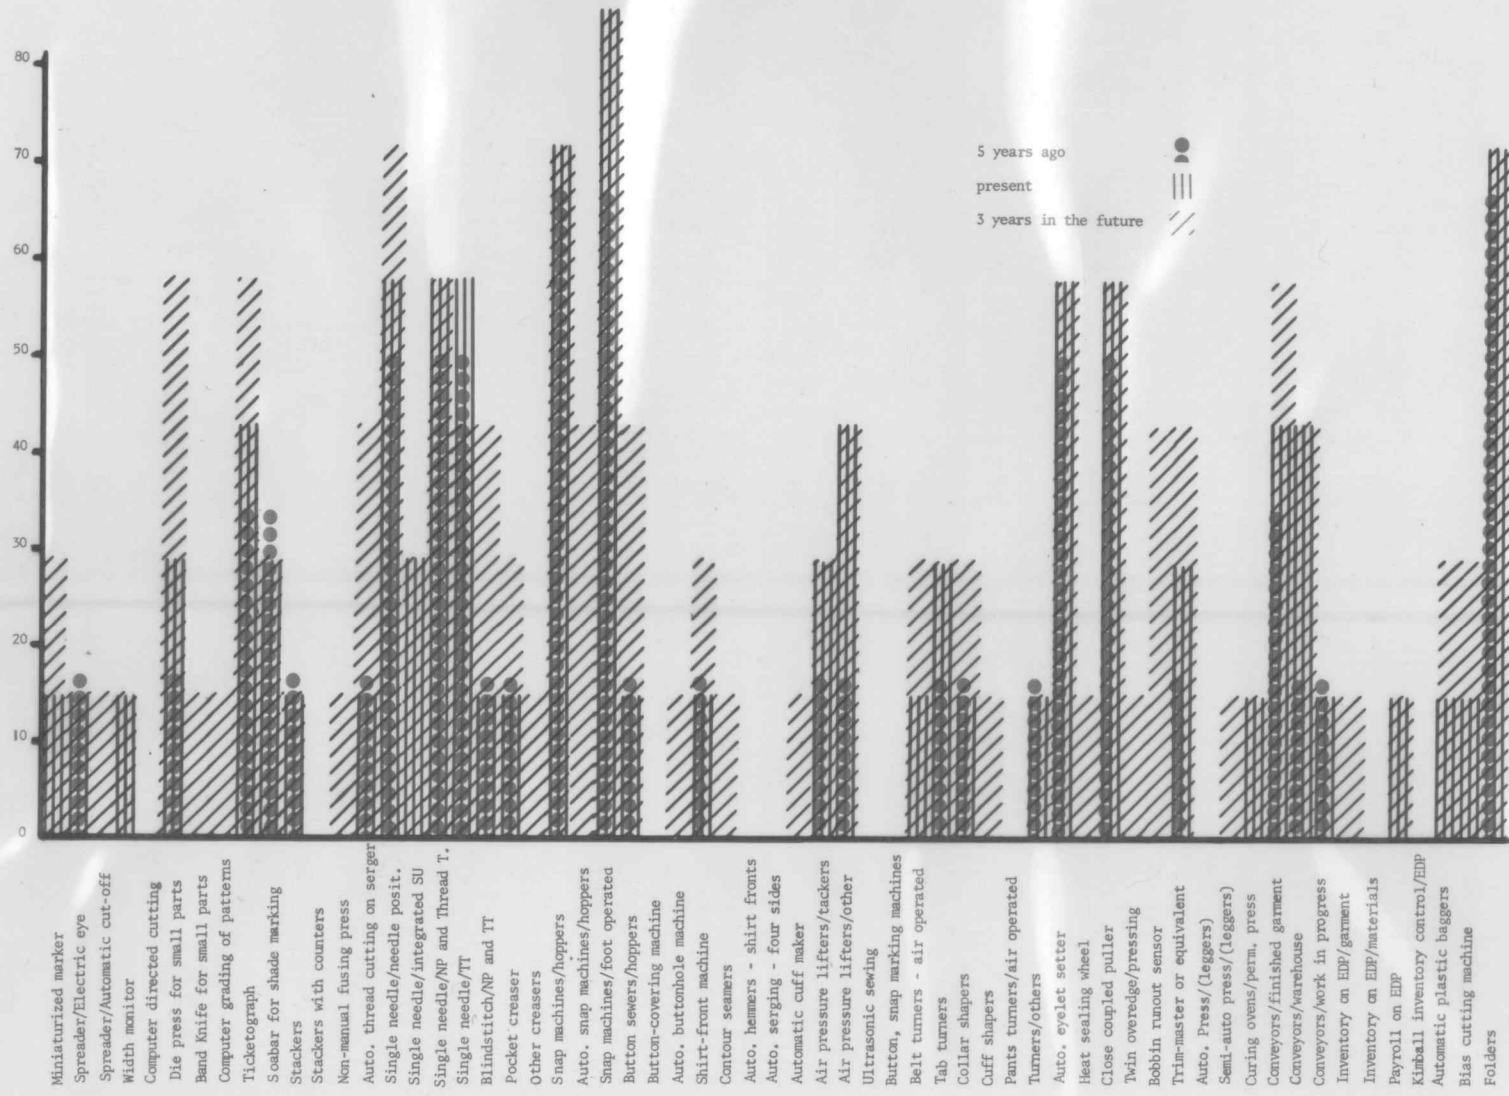 80
70
60
50
40
30
20
10
0
5 years ago
present
3 years in the future
Miniaturized marker
Spreader/Electric eye
Spreader/Automatic cut-off
Width monitor
Computer directed cutting
Die press for small parts
Band Knife for small parts
Computer grading of patterns
Ticketograph
Soabar for shade marking
Stackers
Stackers with counters
Non-manual fusing press
Auto. thread cutting on serger
Single needle/needle posit.
Single needle/integrated SU
Single needle/NP and Thread T.
Single needle/TT
Blindstitch/NP and TT
Pocket creaser
Other creasers
Snap machines/hoppers
Auto. snap machines/hoppers
Snap machines/foot operated
Button sewers/hoppers
Button-covering machine
Auto. buttonhole machine
Shirt-front machine
Contour seamers
Auto. hemmers - shirt fronts
Auto. serging - four sides
Automatic cuff maker
Air pressure lifters/tackers
Air pressure lifters/other
Ultrasonic sewing
Button, snap marking machines
Belt turners - air operated
Tab turners
Collar shapers
Cuff shapers
Pants turners/air operated
Turners/others
Auto. eyelet setter
Heat sealing wheel
Close coupled puller
Twin overedge/pressing
Bobbin runout sensor
Trim-master or equivalent
Auto. Press/(leggers)
Semi-auto press/(leggers)
Curing ovens/perm. press
Conveyors/finished garment
Conveyors/warehouse
Conveyors/work in progress
Inventory on EDP/garment
Inventory on EDP/materials
Payroll on EDP
Kimball inventory control/EDP
Automatic plastic baggers
Bias cutting machine
Folders